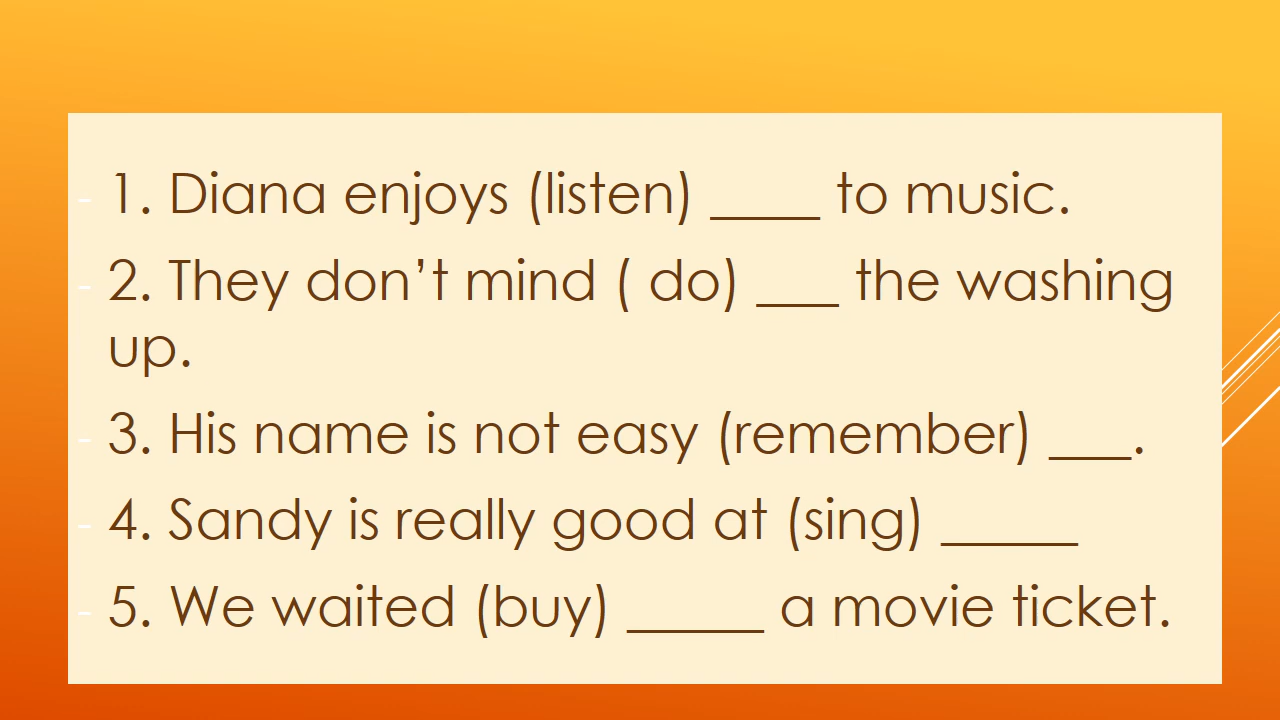 - 1. Diana enjoys (listen) ____ to music.
- 2. They don’t mind ( do) ___ the washing
up.
- 3. His name is not easy (remember) ___.
- 4. Sandy is really good at (sing) _____
- 5. We waited (buy) _____ a movie ticket.